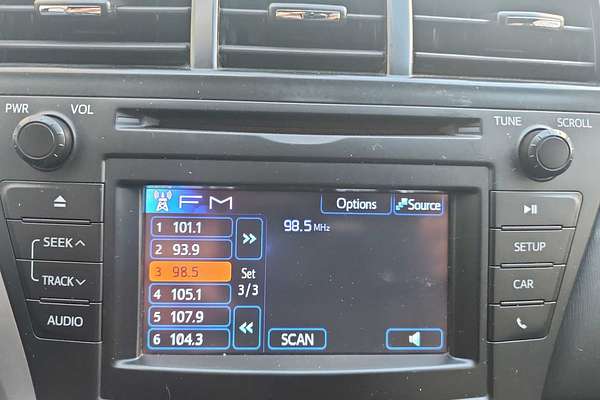 PWR VOL
TUNE SCROLL
SEEK
TRACK
AUDIO
FM
Options
Source
1 101.1
2 93.9
3 98.5
4 105.1
5 107.9
6 104.3
Set
3/3
98.5 MHz
SCAN
SETUP
CAR